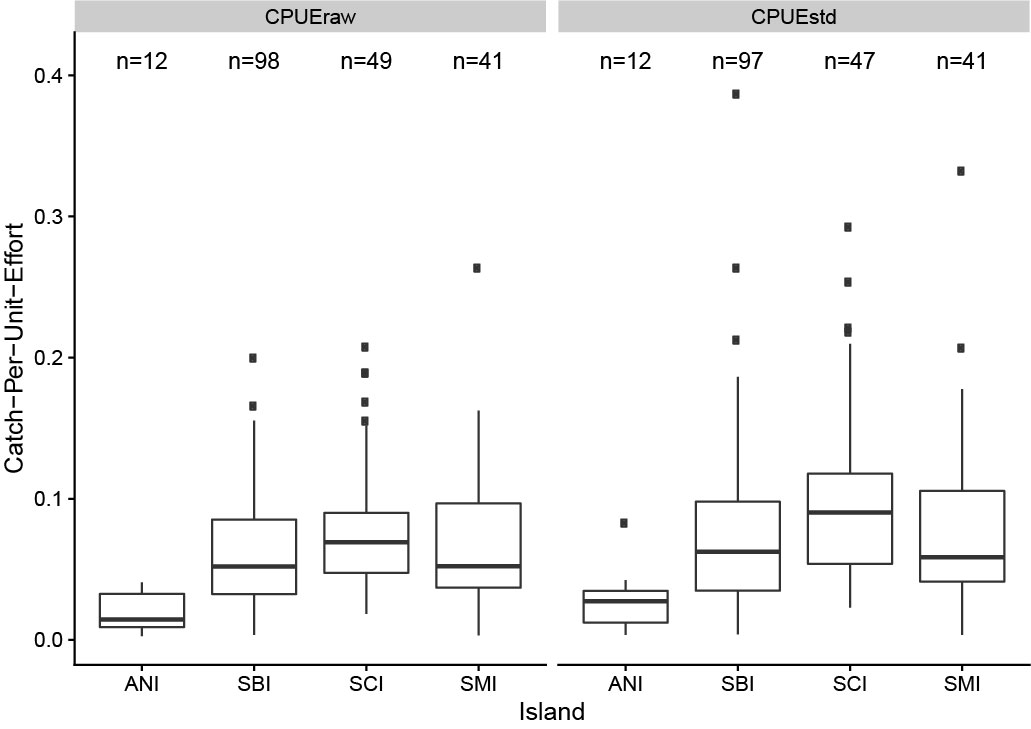 CPUEraw CPUEstd
n=12 n=98 n=49 n=41 n=12 n=97 n=47 n=41
0.4
0.3
0.2
0.1
0.0
Catch−Per−Unit−Effort
ANI SBI SCI SMI ANI SBI SCI SMI
Island